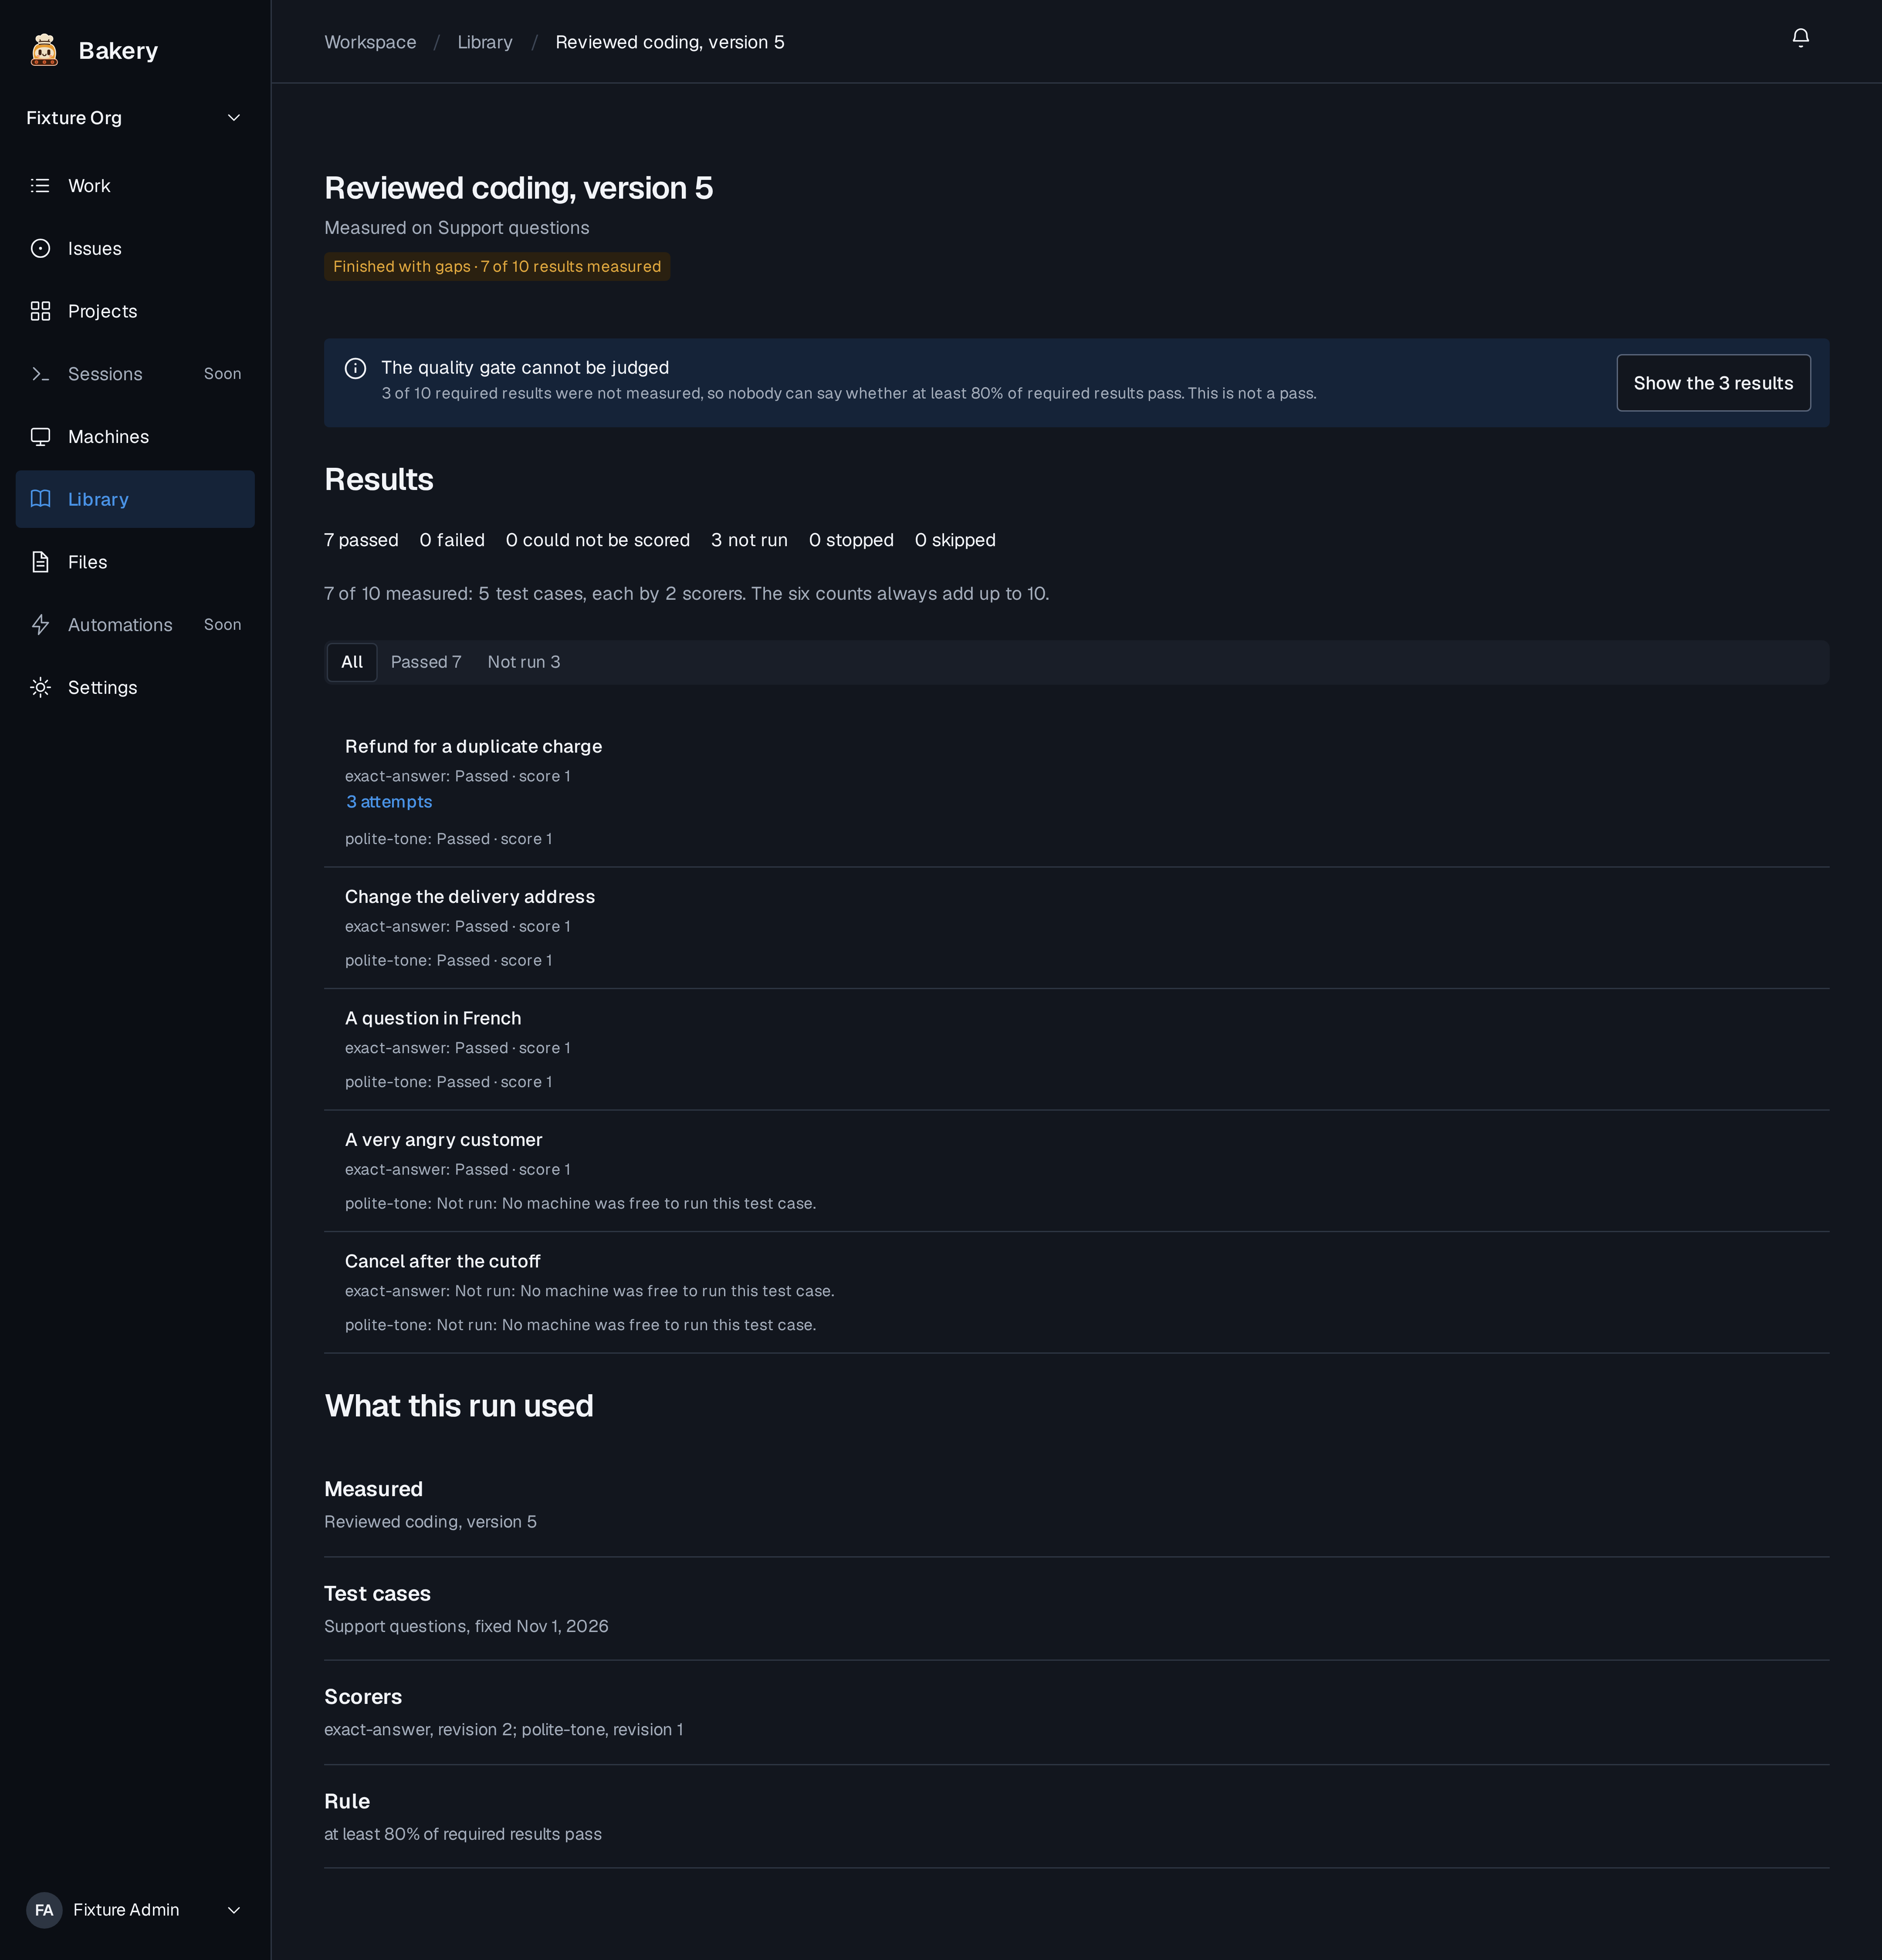 Bakery
Fixture Org
Work
Issues
Projects
Sessions Soon
Machines
Library
Files
Automations Soon
Settings
FA Fixture Admin
Workspace / Library / Reviewed coding, version 5
Reviewed coding, version 5
Measured on Support questions
Finished with gaps · 7 of 10 results measured
The quality gate cannot be judged
3 of 10 required results were not measured, so nobody can say whether at least 80% of required results pass. This is not a pass.
Show the 3 results
Results
7 passed 0 failed 0 could not be scored 3 not run 0 stopped 0 skipped
7 of 10 measured: 5 test cases, each by 2 scorers. The six counts always add up to 10.
All Passed 7 Not run 3
Refund for a duplicate charge
exact-answer: Passed · score 1
3 attempts
polite-tone: Passed · score 1
Change the delivery address
exact-answer: Passed · score 1
polite-tone: Passed · score 1
A question in French
exact-answer: Passed · score 1
polite-tone: Passed · score 1
A very angry customer
exact-answer: Passed · score 1
polite-tone: Not run: No machine was free to run this test case.
Cancel after the cutoff
exact-answer: Not run: No machine was free to run this test case.
polite-tone: Not run: No machine was free to run this test case.
What this run used
Measured
Reviewed coding, version 5
Test cases
Support questions, fixed Nov 1, 2026
Scorers
exact-answer, revision 2; polite-tone, revision 1
Rule
at least 80% of required results pass